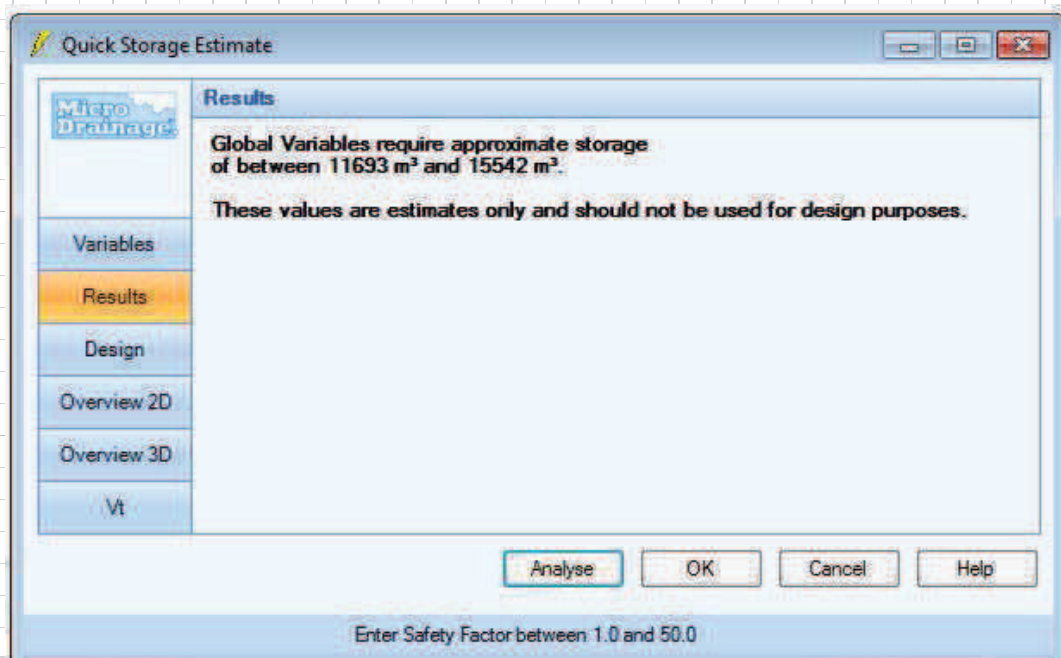 Quick Storage Estimate
Micro
Drainage
Results
Global Variables require approximate storage
of between 11693 m³ and 15542 m³.
These values are estimates only and should not be used for design purposes.
Variables
Results
Design
Overview 2D
Overview 3D
Vt
Analyse
OK
Cancel
Help
Enter Safety Factor between 1.0 and 50.0